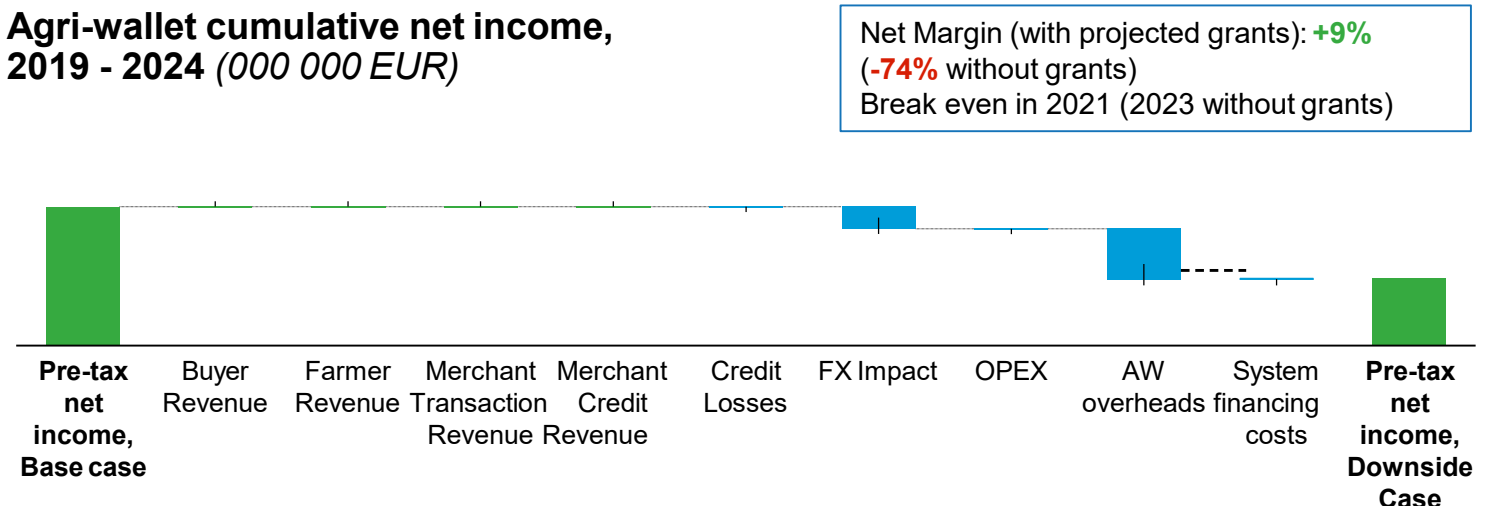 Agri-wallet cumulative net income,
2019 - 2024 (000 000 EUR)
Net Margin (with projected grants): +9%
(-74% without grants)
Break even in 2021 (2023 without grants)
Pre-tax
net
income,
Base case
Buyer
Revenue
Farmer
Revenue
Merchant
Transaction
Revenue
Merchant
Credit
Revenue
Credit
Losses
FX Impact
OPEX
AW
overheads
System
financing
costs
Pre-tax
net
income,
Downside
Case